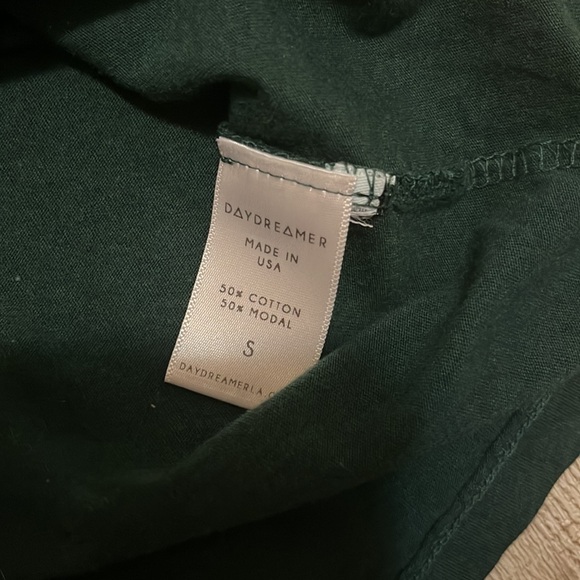 DAYDREAMER
MADE IN
USA
50% COTTON
50% MODAL
S
DAYDREAMERLA.C